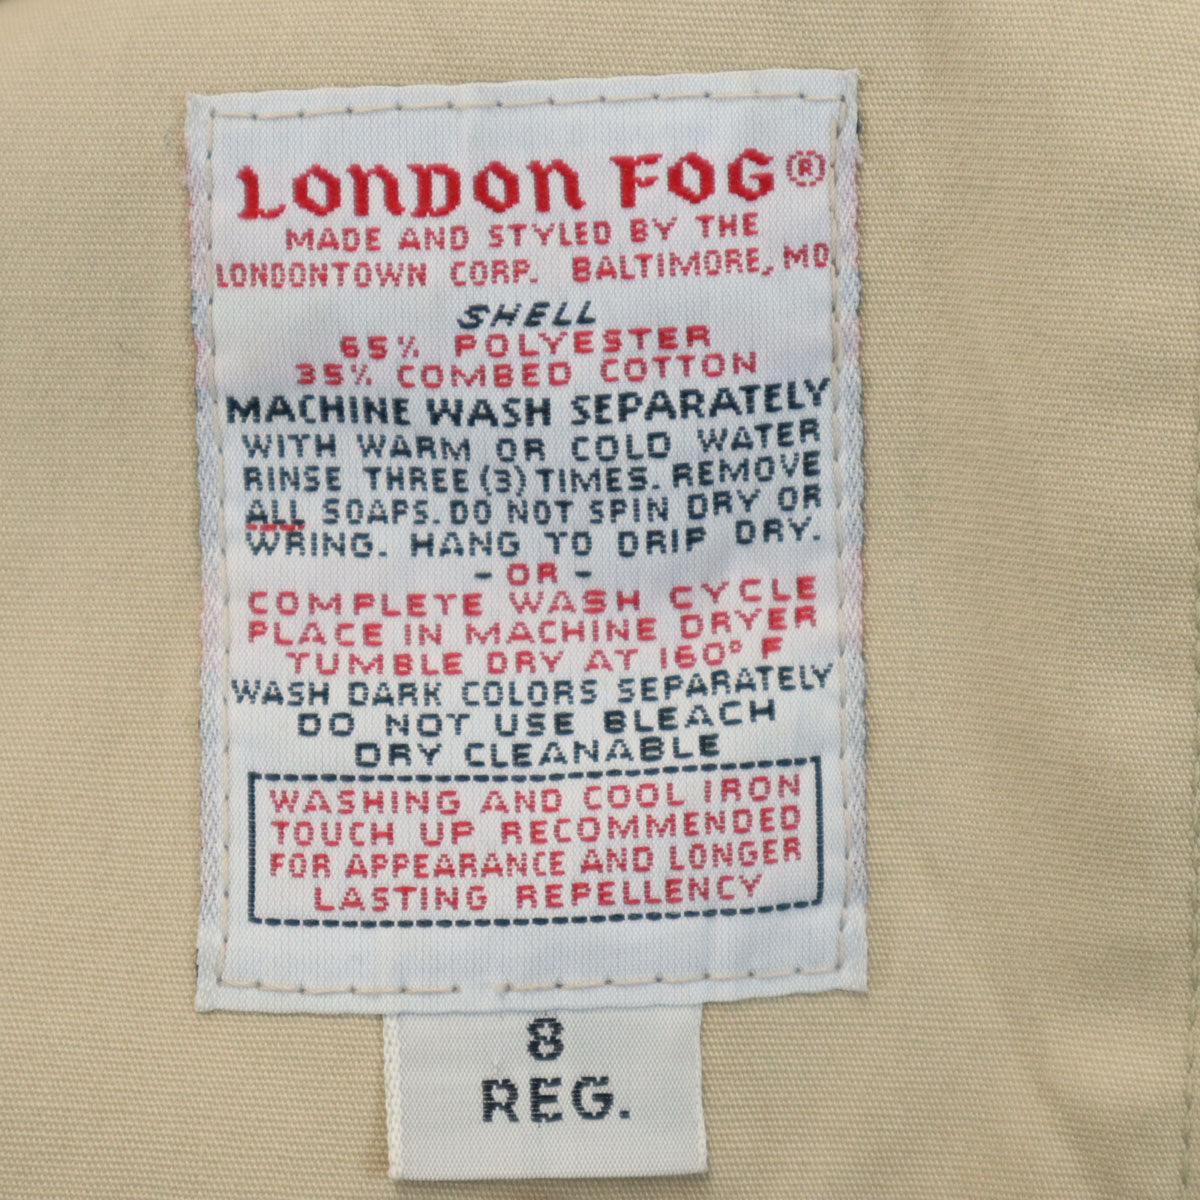 LONDON FOG®
MADE AND STYLED BY THE
LONDONTOWN CORP. BALTIMORE, MD
SHELL
65% POLYESTER
35% COMBED COTTON
MACHINE WASH SEPARATELY
WITH WARM OR COLD WATER
RINSE THREE (3) TIMES. REMOVE
ALL SOAPS. DO NOT SPIN DRY OR
WRING. HANG TO DRIP DRY.
- OR -
COMPLETE WASH CYCLE
PLACE IN MACHINE DRYER
TUMBLE DRY AT 160° F
WASH DARK COLORS SEPARATELY
DO NOT USE BLEACH
DRY CLEANABLE
WASHING AND COOL IRON
TOUCH UP RECOMMENDED
FOR APPEARANCE AND LONGER
LASTING REPELLENCY
8
REG.